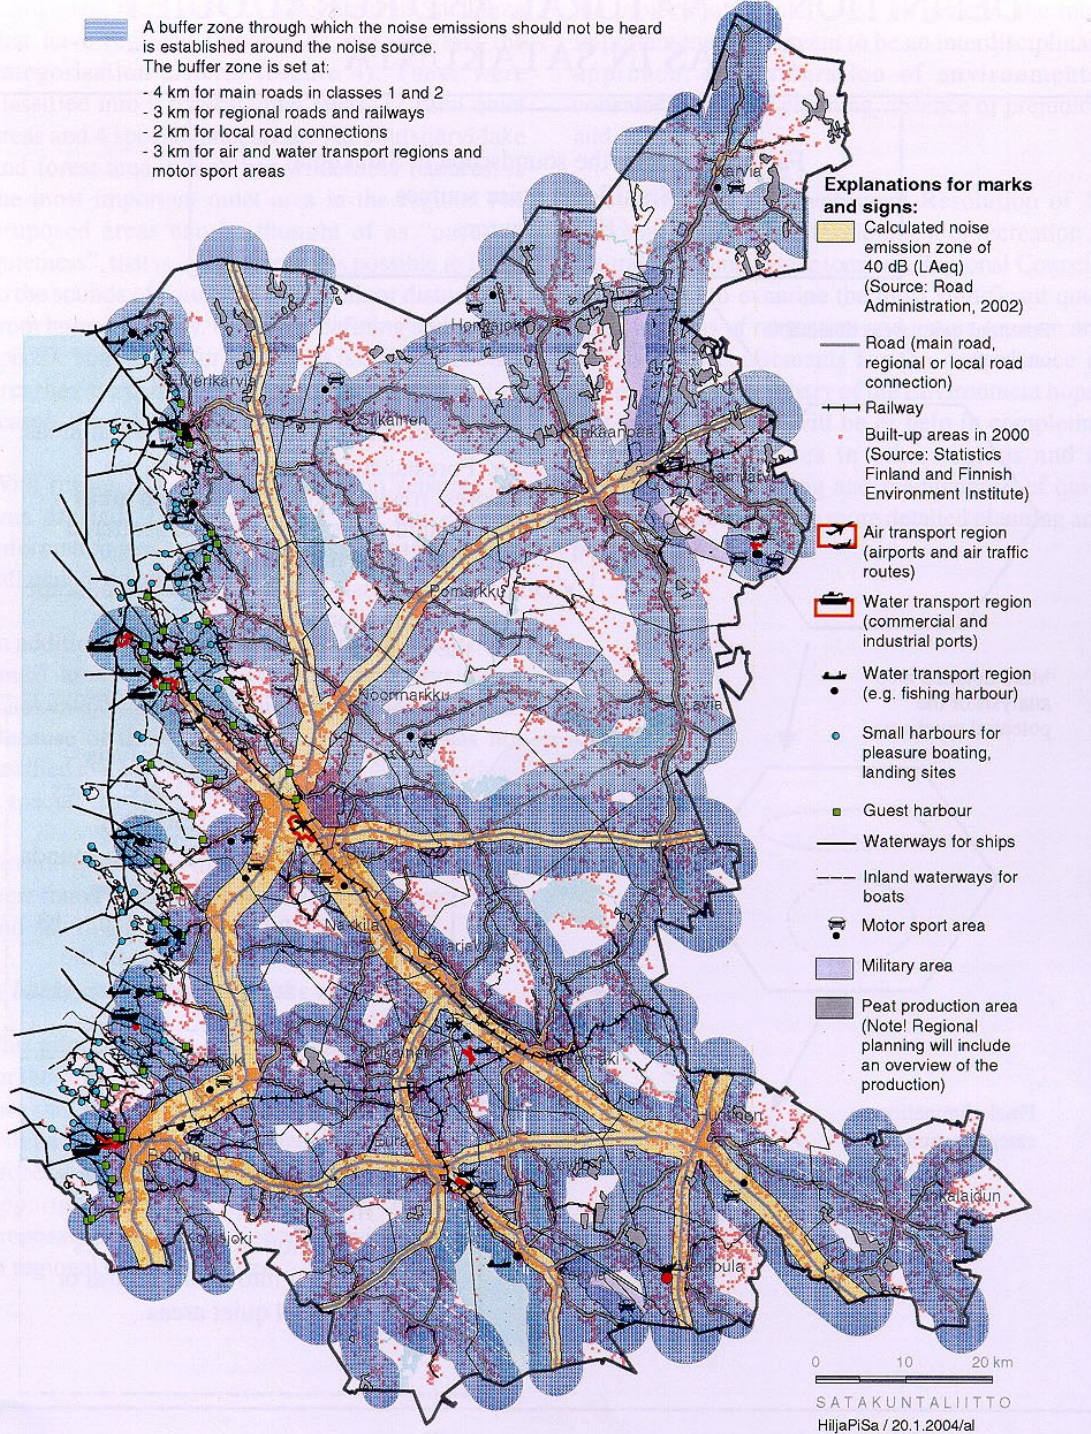 A buffer zone through which the noise emissions should not be heard
is established around the noise source.
The buffer zone is set at:
- 4 km for main roads in classes 1 and 2
- 3 km for regional roads and railways
- 2 km for local road connections
- 3 km for air and water transport regions and
motor sport areas
Explanations for marks
and signs:
Calculated noise
emission zone of
40 dB (LAeq)
(Source: Road
Administration, 2002)
Road (main road,
regional or local road
connection)
Railway
Built-up areas in 2000
(Source: Statistics
Finland and Finnish
Environment Institute)
Air transport region
(airports and air traffic
routes)
Water transport region
(commercial and
industrial ports)
Water transport region
(e.g. fishing harbour)
Small harbours for
pleasure boating,
landing sites
Guest harbour
Waterways for ships
Inland waterways for
boats
Motor sport area
Military area
Peat production area
(Note! Regional
planning will include
an overview of the
production)
Karvia
Honkajoki
Merikarvia
Pomarkku
Noormarkku
Lavia
Nakkila
Eura
0 10 20 km
SATAKUNTALIITTO
HiljaPiSa / 20.1.2004/al